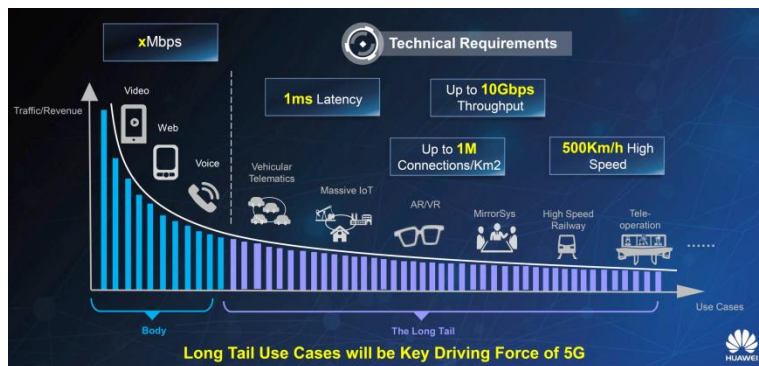 xMbps
Technical Requirements
Traffic/Revenue
Video
Web
Voice
1ms Latency
Up to 10Gbps
Throughput
Up to 1M
Connections/Km2
500Km/h High
Speed
Vehicular
Telematics
Massive IoT
AR/VR
MirrorSys
High Speed
Railway
Tele-
operation
......
Use Cases
Body
The Long Tail
Long Tail Use Cases will be Key Driving Force of 5G
HUAWEI